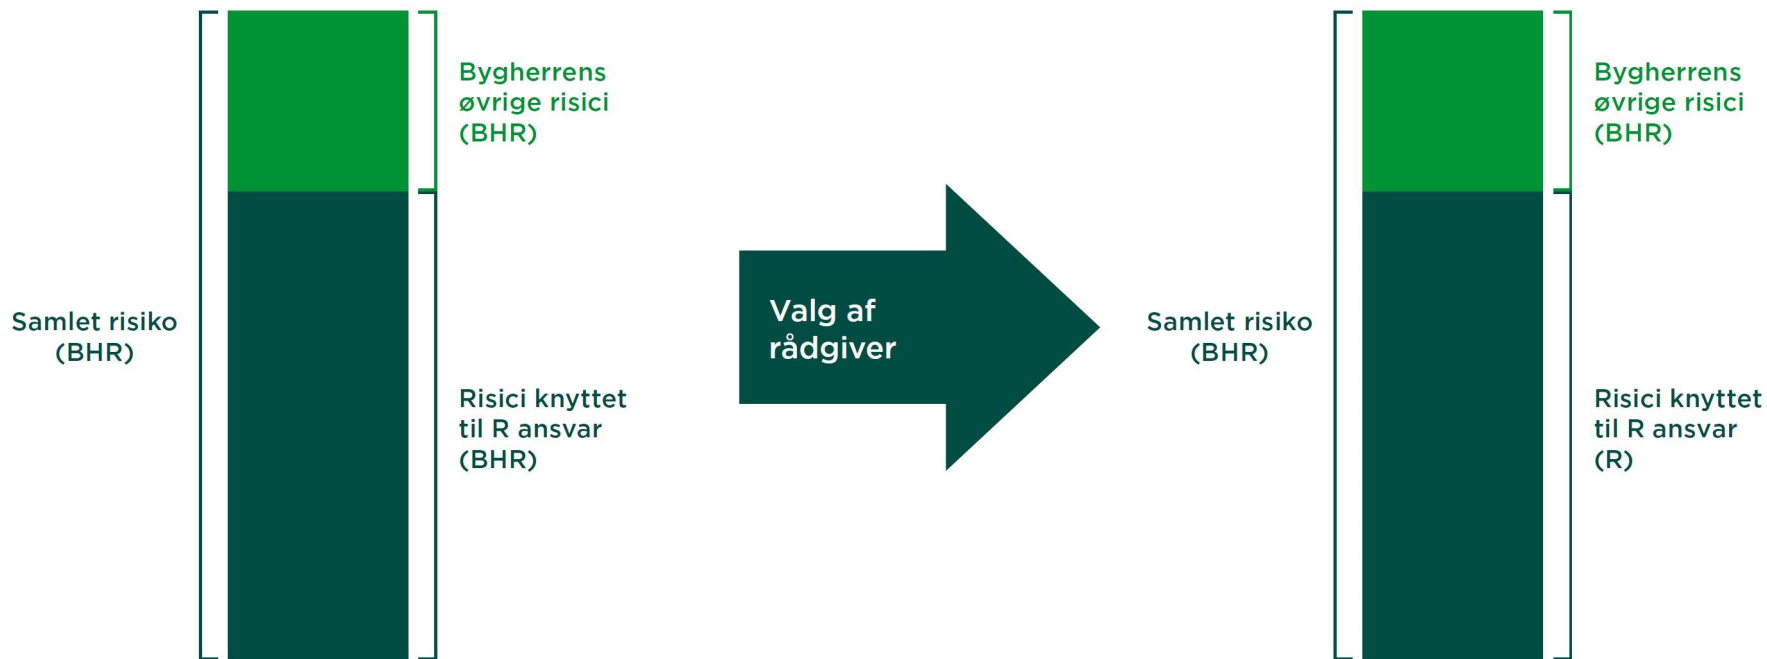 Samlet risiko
(BHR)
Bygherrens
øvrige risici
(BHR)
Risici knyttet
til R ansvar
(BHR)
Valg af
rådgiver
Samlet risiko
(BHR)
Bygherrens
øvrige risici
(BHR)
Risici knyttet
til R ansvar
(R)